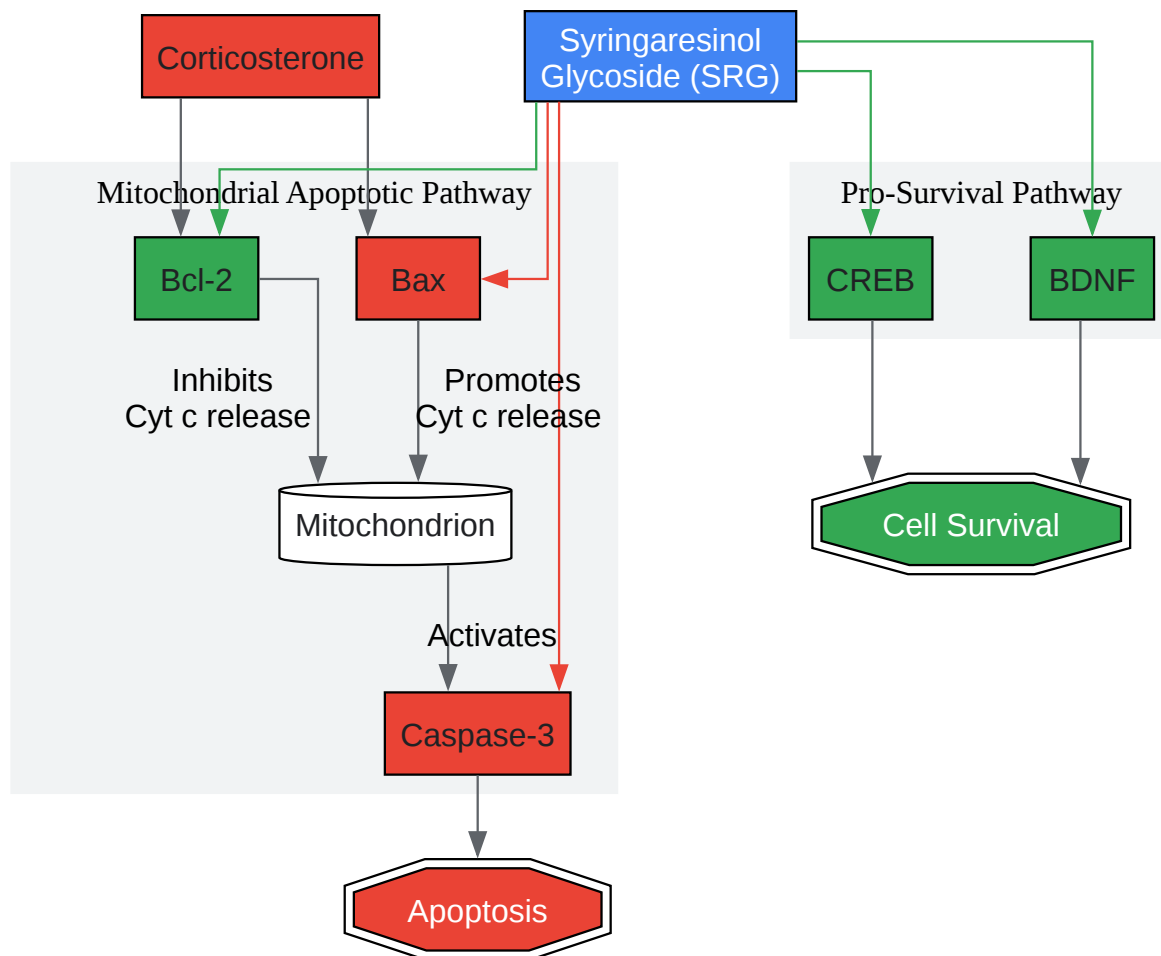 Corticosterone
Syringaresinol
Glycoside (SRG)
Mitochondrial Apoptotic Pathway
Pro-Survival Pathway
Bcl-2
Bax
CREB
BDNF
Inhibits
Cyt c release
Promotes
Cyt c release
Mitochondrion
Cell Survival
Activates
Caspase-3
Apoptosis